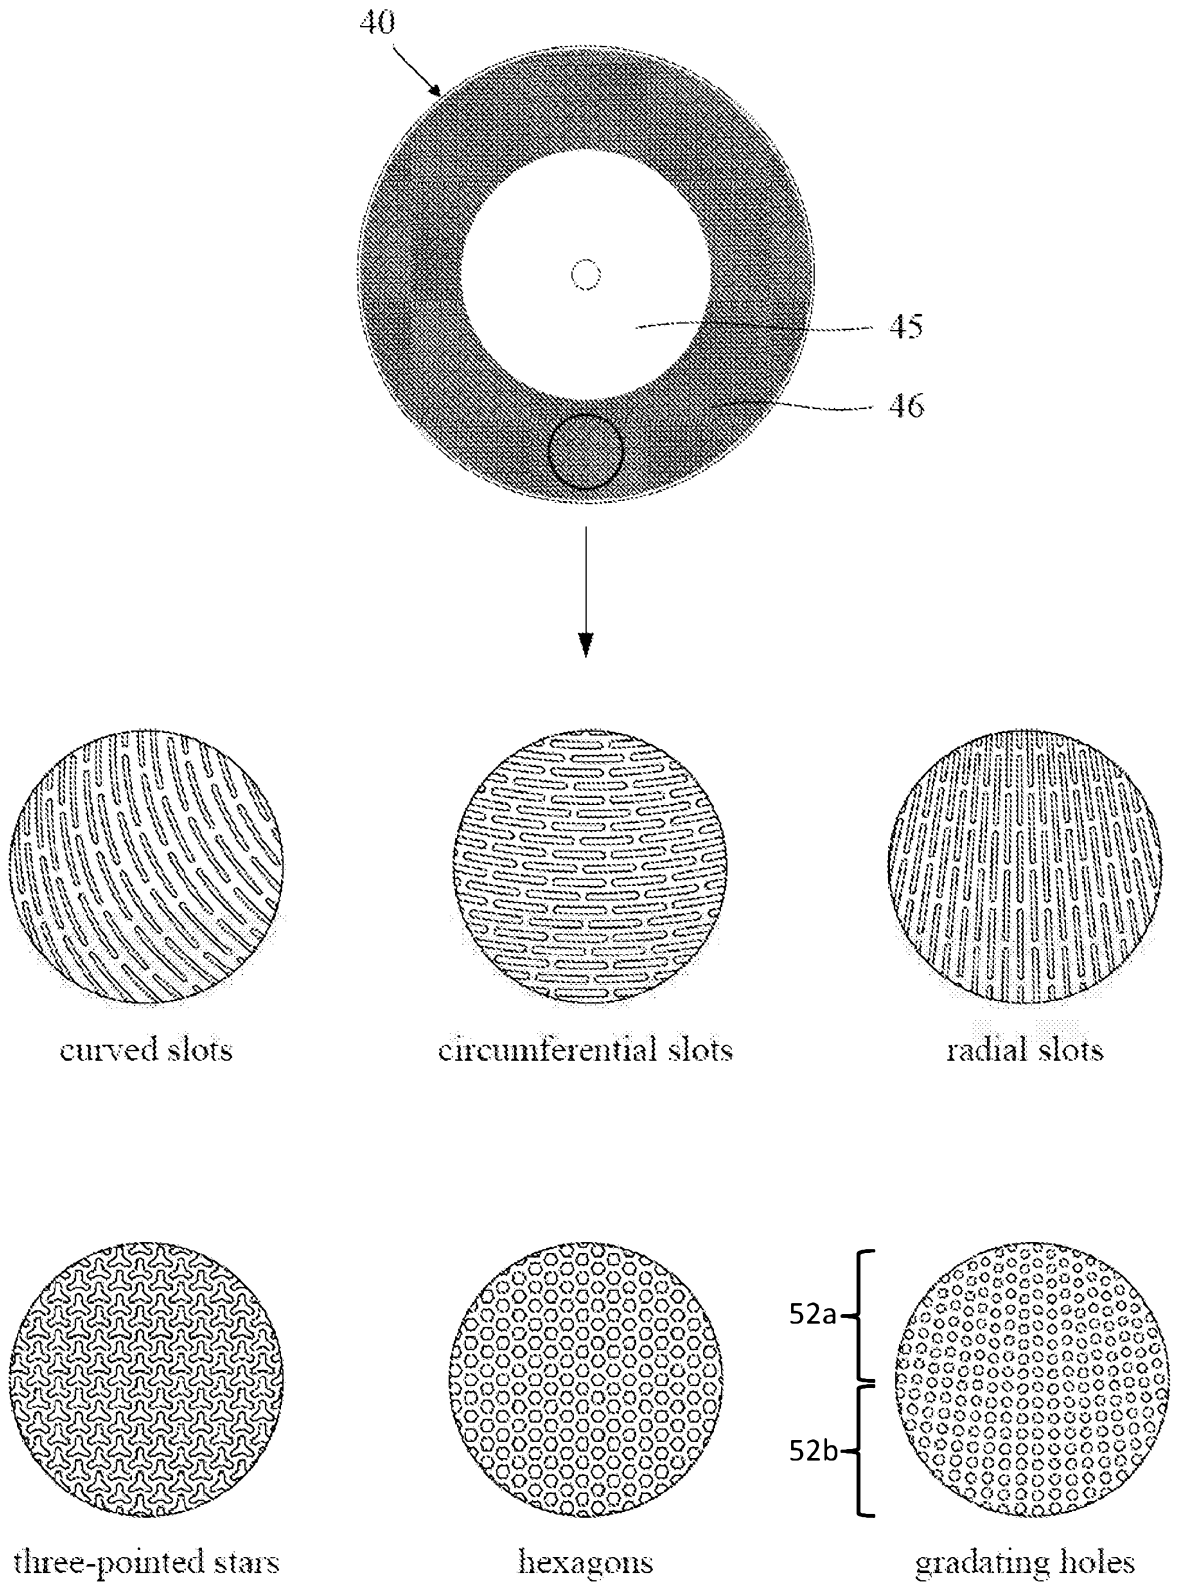 40
45
46
curved slots
circumferential slots
radial slots
52a
52b
three-pointed stars
hexagons
gradating holes